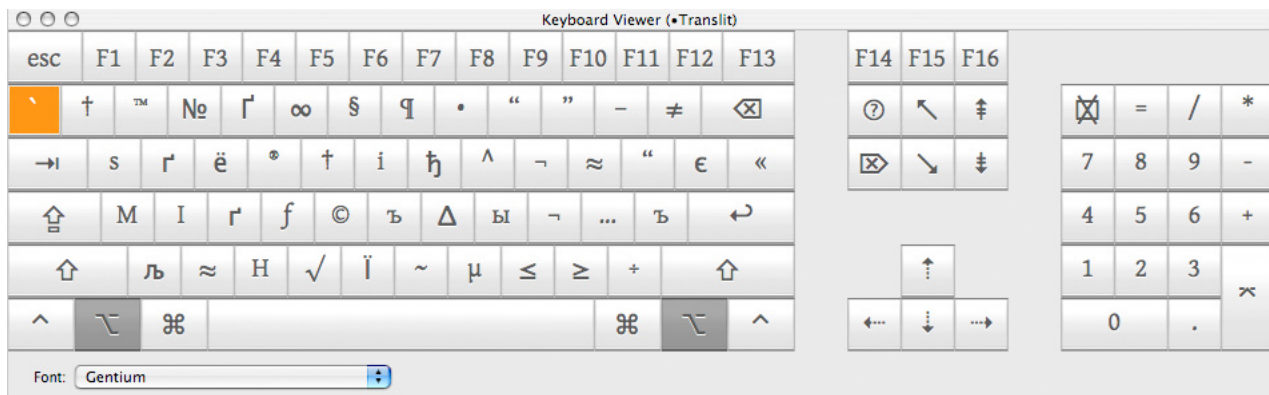 Keyboard Viewer (•Translit)
esc F1 F2 F3 F4 F5 F6 F7 F8 F9 F10 F11 F12 F13 F14 F15 F16
` † ™ № Ґ ∞ § ¶ • “ ” – ≠ ⌫ ? ↖ ⇞ = / *
⇥ s ґ ë ® † і ђ ^ ¬ ≈ “ є « ⌦ ↘ ⇟ 7 8 9 -
⇪ M I ґ ƒ © ъ ∆ ы ¬ ... Ъ ↩ 4 5 6 +
⇧ љ ≈ H √ Ї ~ µ ≤ ≥ ÷ ⇧ ⇡ 1 2 3 ⌅
^ ⌥ ⌘ ⌘ ⌥ ^ ⇠ ⇣ ⇢ 0 .
Font: Gentium